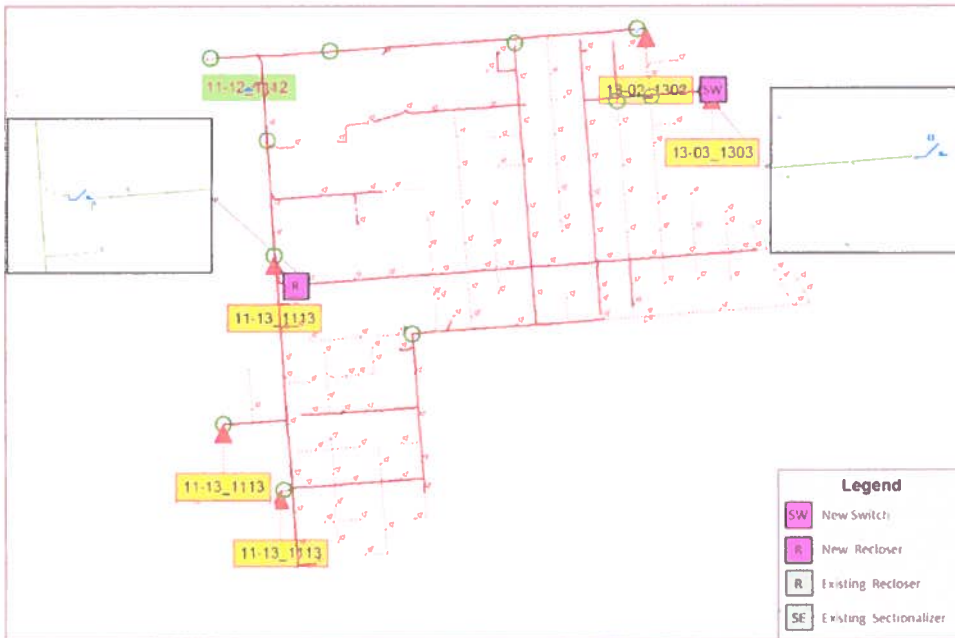 11-12_1112
13-02_1302
SW
13-03_1303
R
11-13_1113
11-13_1113
11-13_1113
Legend
SW New Switch
R New Recloser
R Existing Recloser
SE Existing Sectionalizer